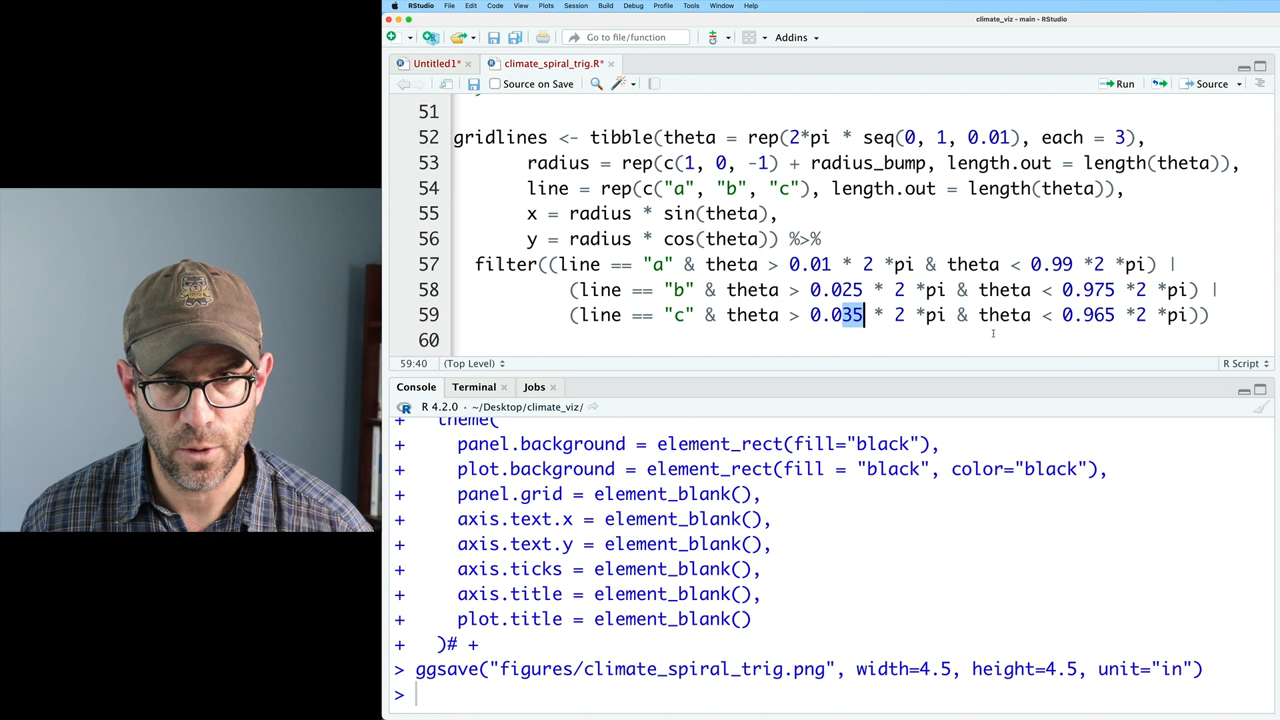 RStudio File Edit Code View Plots Session Build Debug Profile Tools Window Help
climate_viz - main - RStudio
Go to file/function Addins
Untitled1* climate_spiral_trig.R*
Source on Save Run Source
51
52 gridlines <- tibble(theta = rep(2*pi * seq(0, 1, 0.01), each = 3),
53 radius = rep(c(1, 0, -1) + radius_bump, length.out = length(theta)),
54 line = rep(c("a", "b", "c"), length.out = length(theta)),
55 x = radius * sin(theta),
56 y = radius * cos(theta)) %>%
57 filter((line == "a" & theta > 0.01 * 2 *pi & theta < 0.99 *2 *pi) |
58 (line == "b" & theta > 0.025 * 2 *pi & theta < 0.975 *2 *pi) |
59 (line == "c" & theta > 0.035 * 2 *pi & theta < 0.965 *2 *pi))
60
59:40 (Top Level) R Script
Console Terminal Jobs
R 4.2.0 · ~/Desktop/climate_viz/
+ theme(
+ panel.background = element_rect(fill="black"),
+ plot.background = element_rect(fill = "black", color="black"),
+ panel.grid = element_blank(),
+ axis.text.x = element_blank(),
+ axis.text.y = element_blank(),
+ axis.ticks = element_blank(),
+ axis.title = element_blank(),
+ plot.title = element_blank()
+ )# +
> ggsave("figures/climate_spiral_trig.png", width=4.5, height=4.5, unit="in")
>